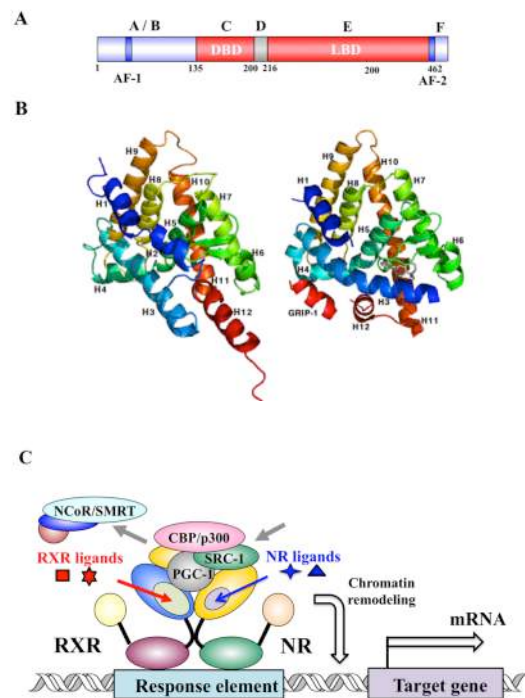 A
A / B C D E F
DBD LBD
1 135 200 216 200 462
AF-1 AF-2
B
H9 H8 H10 H7 H1 H5 H2 H6 H4 H3 H11 H12
H9 H10 H1 H8 H7 H5 H6 H4 H3 GRIP-1 H12 H11
C
NCoR/SMRT
CBP/p300
RXR ligands SRC-1 NR ligands
PGC-1
Chromatin
remodeling
RXR NR mRNA
Response element Target gene